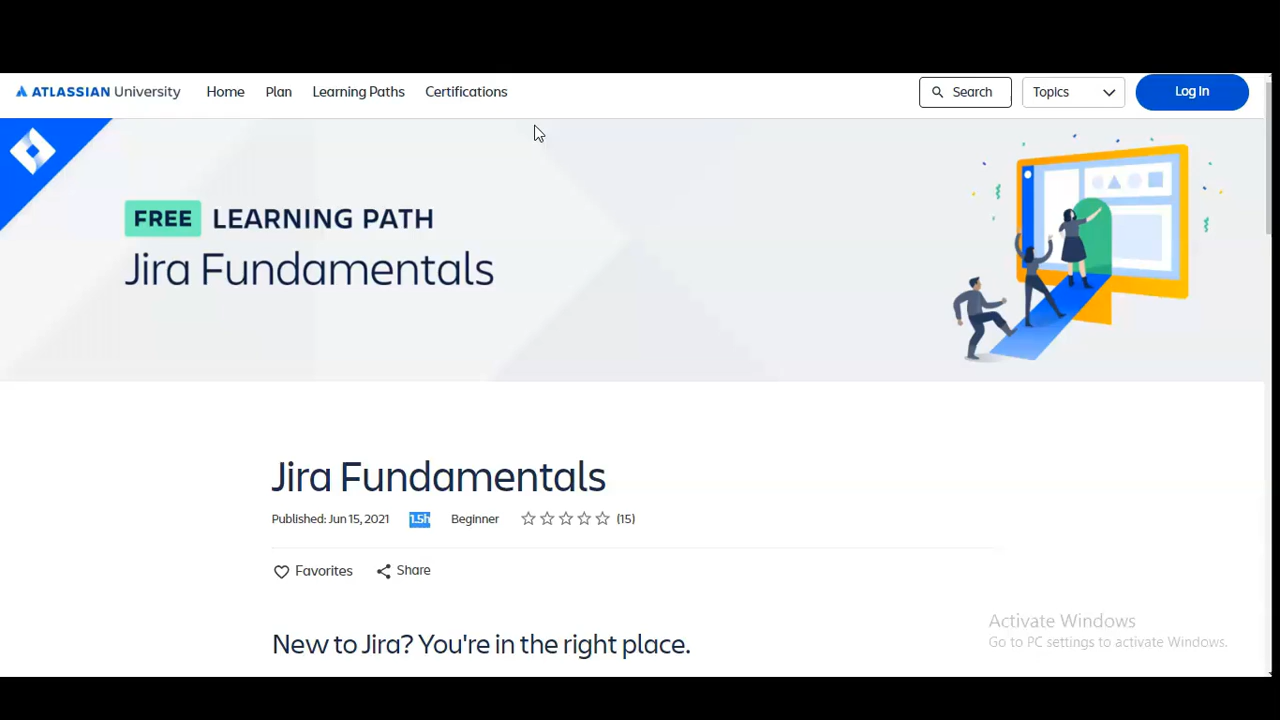 ATLASSIAN University Home Plan Learning Paths Certifications Search Topics Log In
FREE LEARNING PATH
Jira Fundamentals
Jira Fundamentals
Published: Jun 15, 2021 1.5h Beginner (15)
Favorites Share
New to Jira? You're in the right place.
Activate Windows
Go to PC settings to activate Windows.